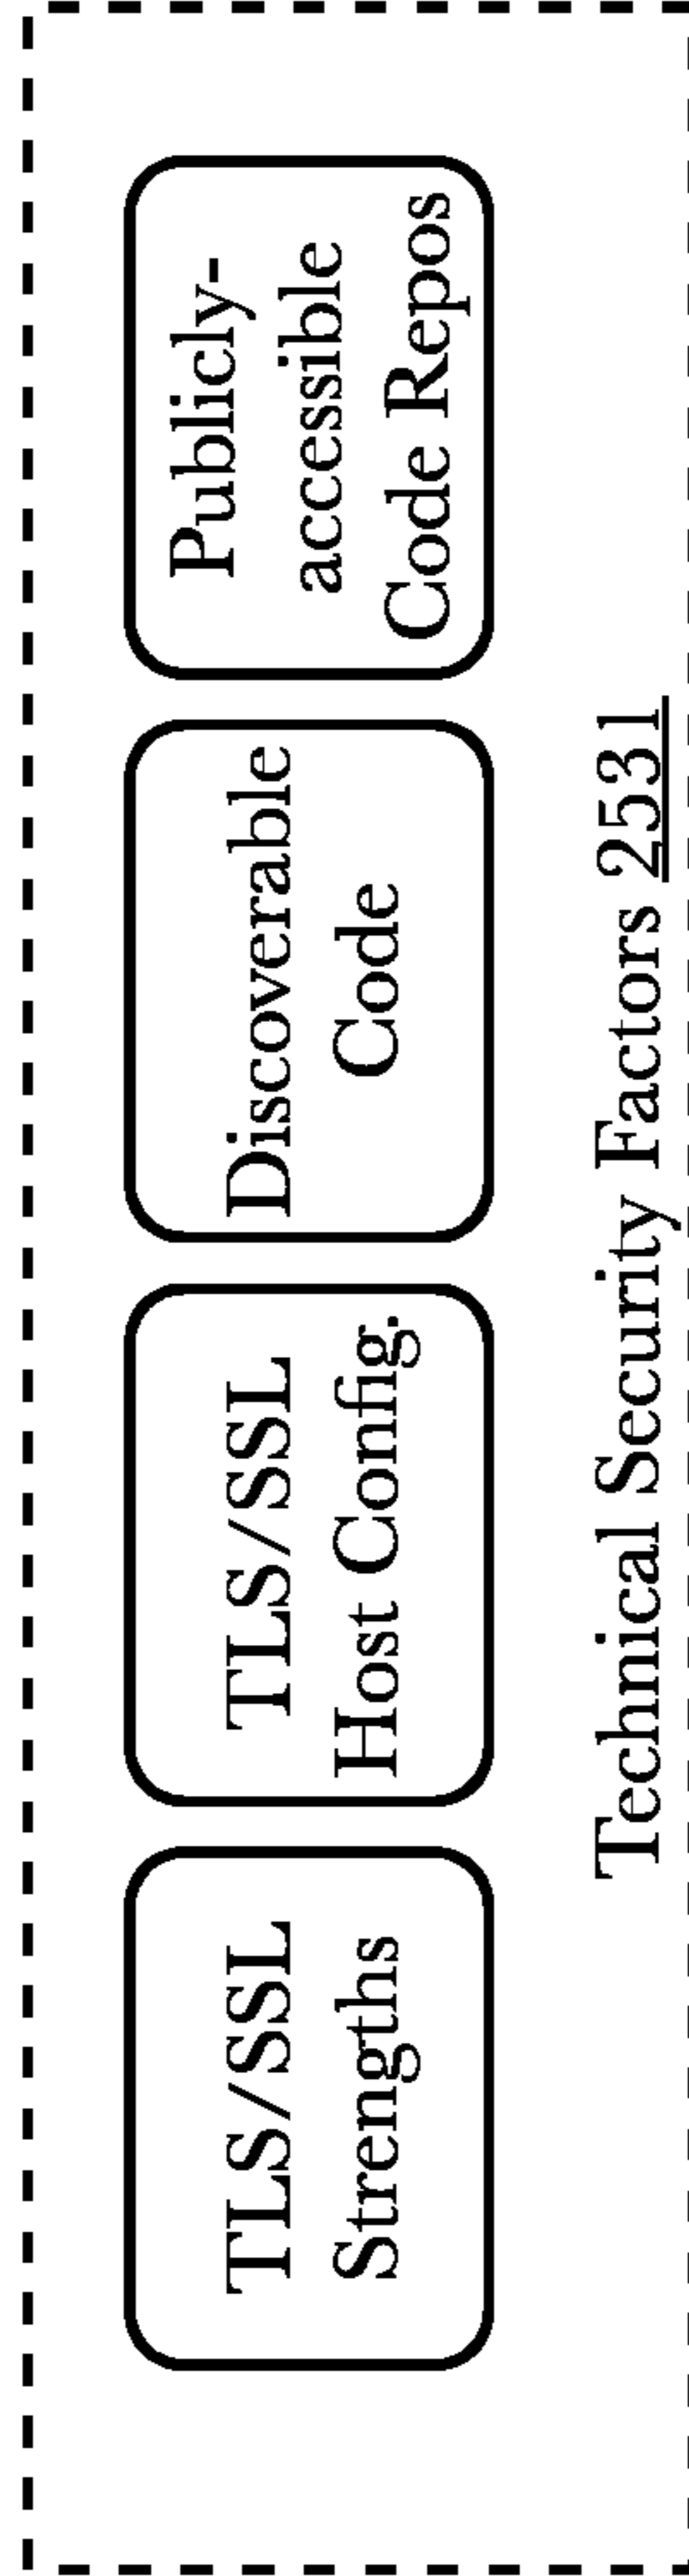 TLS/SSL
Strengths
TLS/SSL
Host Config.
Discoverable
Code
Publicly-
accessible
Code Repos
Technical Security Factors 2531